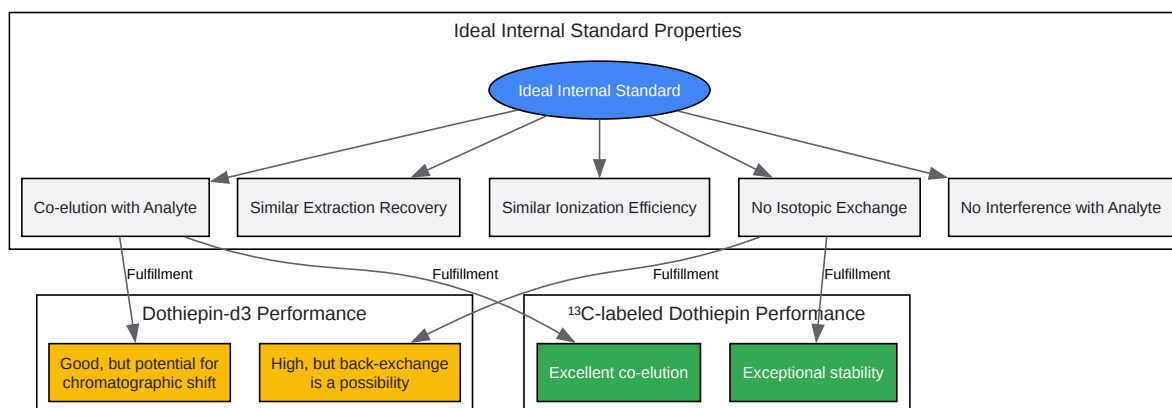 Ideal Internal Standard Properties
Ideal Internal Standard
Co-elution with Analyte
Similar Extraction Recovery
Similar Ionization Efficiency
No Isotopic Exchange
No Interference with Analyte
Fulfillment
Fulfillment
Fulfillment
Fulfillment
Dothiepin-d3 Performance
¹³C-labeled Dothiepin Performance
Good, but potential for
chromatographic shift
High, but back-exchange
is a possibility
Excellent co-elution
Exceptional stability